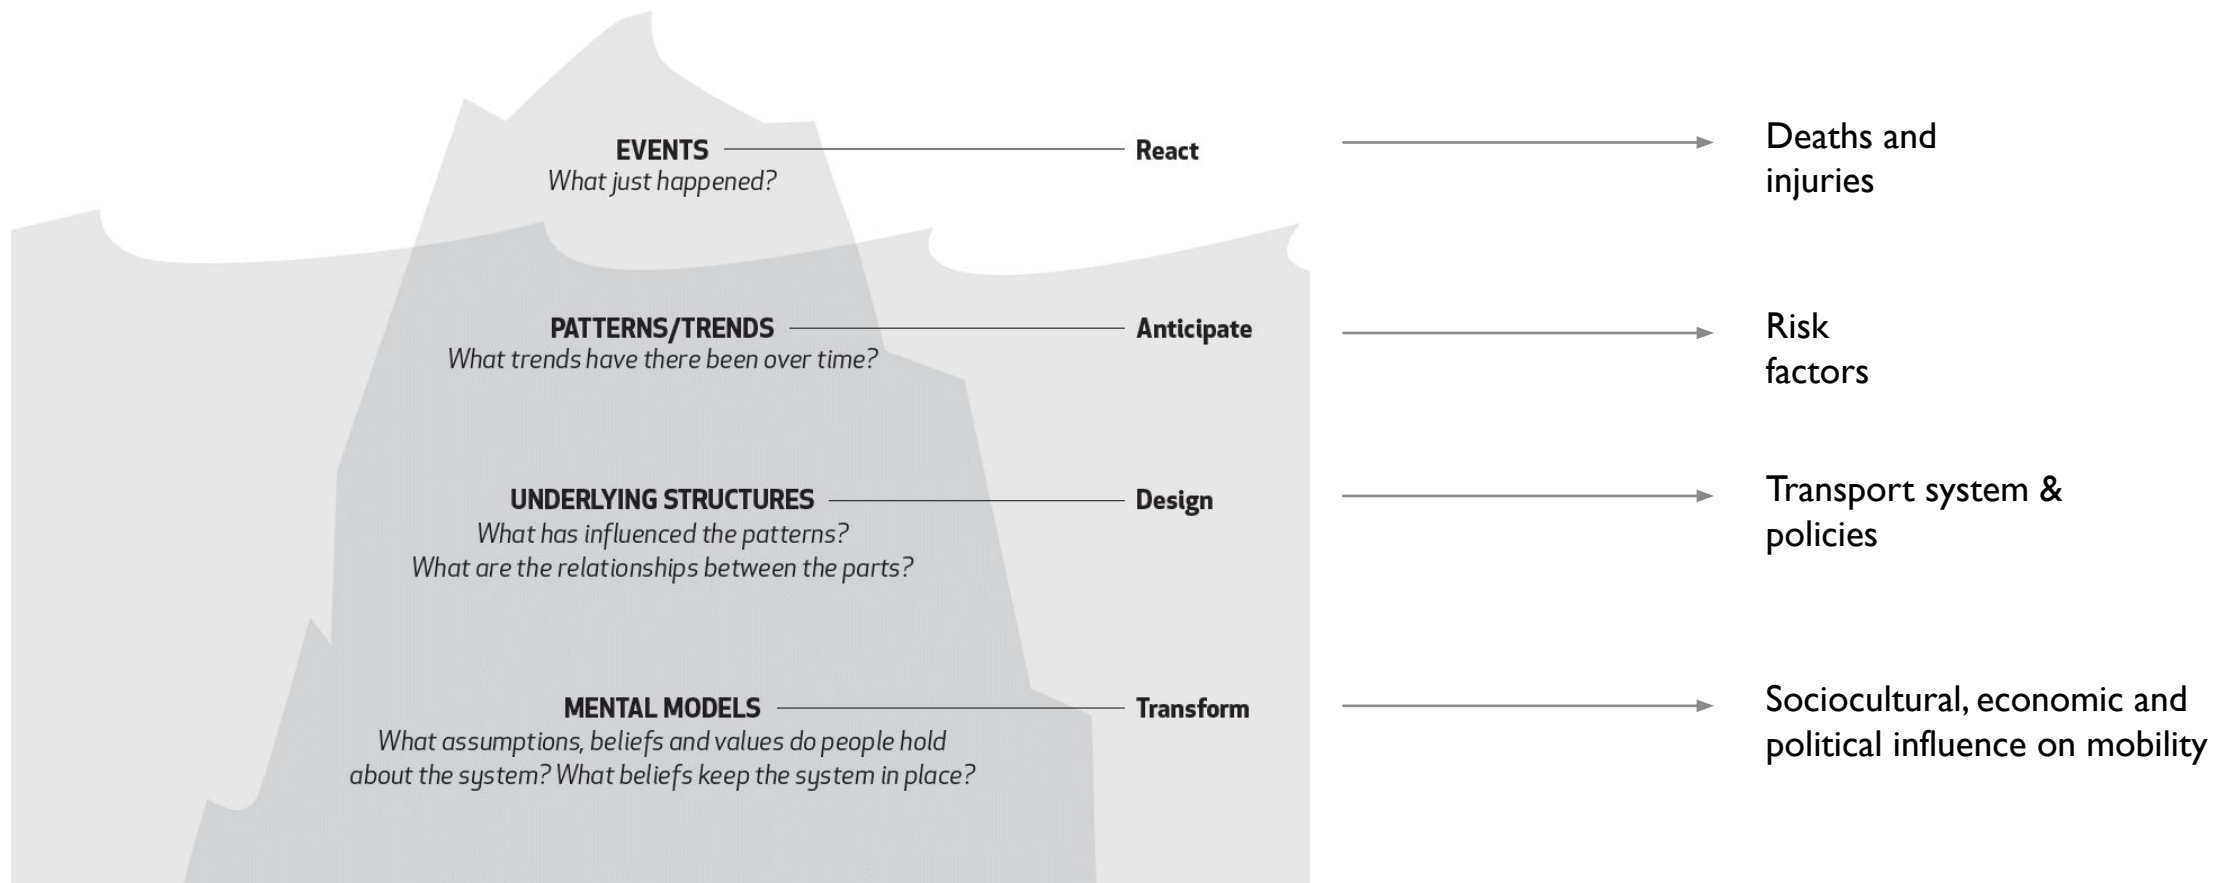 EVENTS
What just happened?
React
Deaths and
injuries
PATTERNS/TRENDS
What trends have there been over time?
Anticipate
Risk
factors
UNDERLYING STRUCTURES
What has influenced the patterns?
What are the relationships between the parts?
Design
Transport system &
policies
MENTAL MODELS
What assumptions, beliefs and values do people hold
about the system? What beliefs keep the system in place?
Transform
Sociocultural, economic and
political influence on mobility